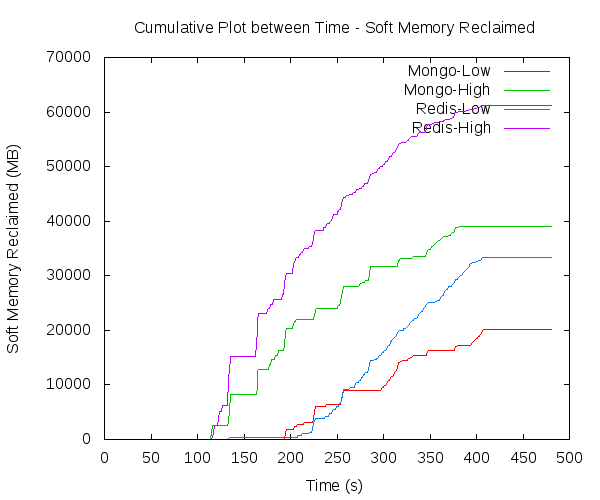 Cumulative Plot between Time - Soft Memory Reclaimed
70000
60000
50000
40000
30000
20000
10000
0
Soft Memory Reclaimed (MB)
Mongo-Low
Mongo-High
Redis-Low
Redis-High
0 50 100 150 200 250 300 350 400 450 500
Time (s)